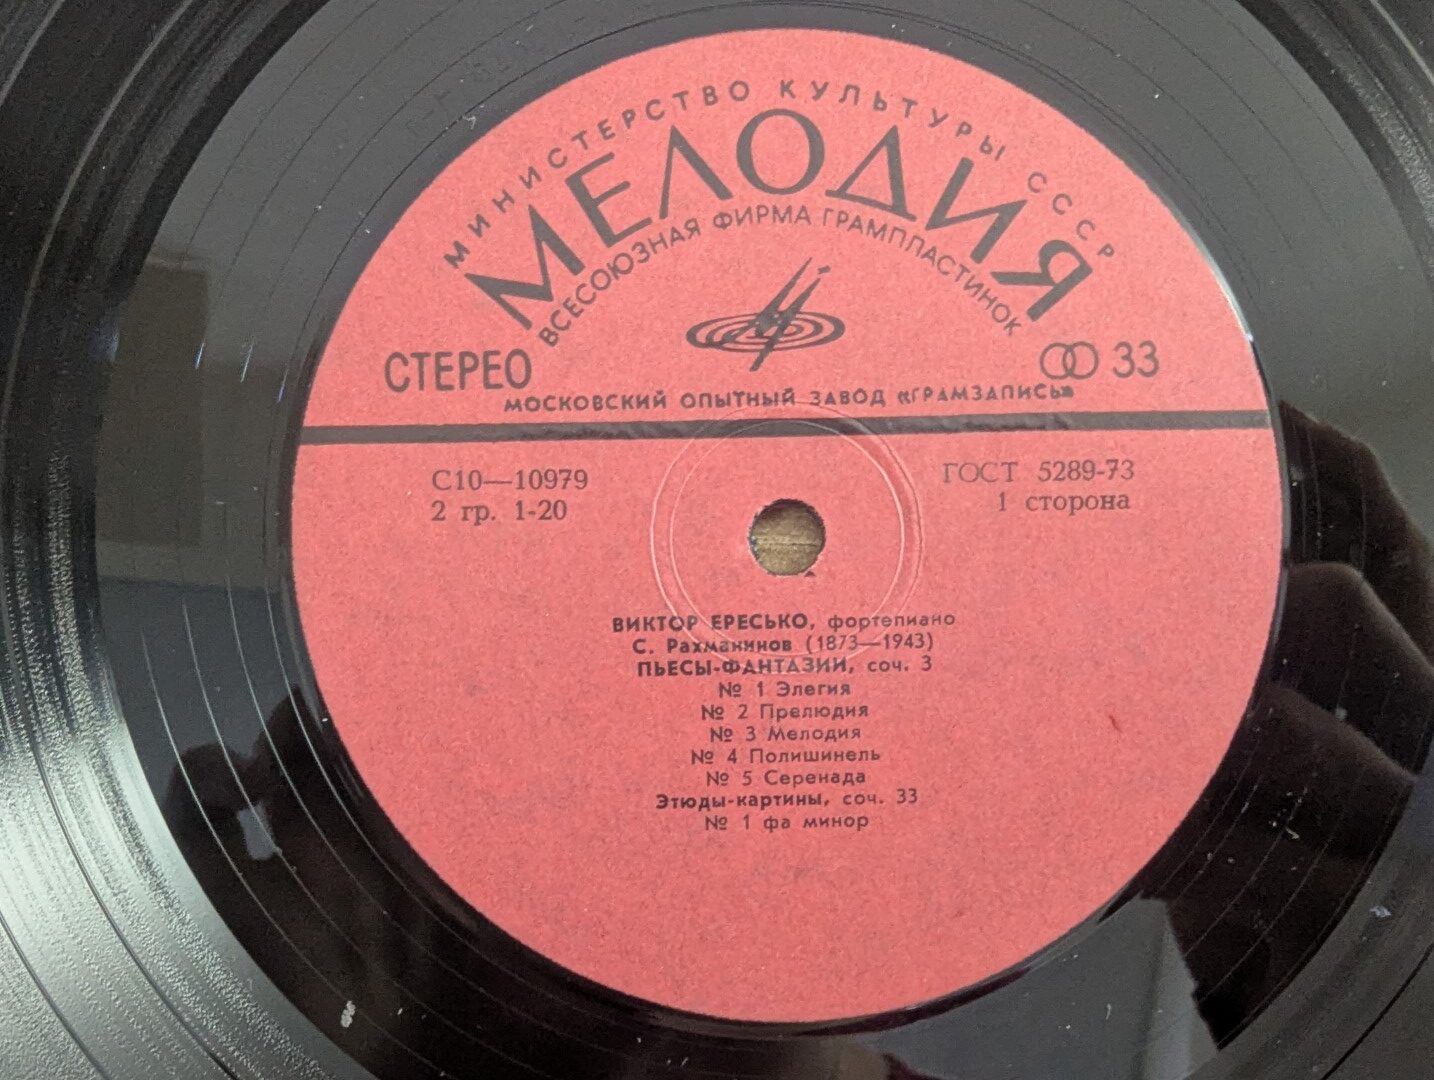 МИНИСТЕРСТВО КУЛЬТУРЫ СССР
МЕЛОДИЯ
ВСЕСОЮЗНАЯ ФИРМА ГРАМПЛАСТИНОК
СТЕРЕО
33
МОСКОВСКИЙ ОПЫТНЫЙ ЗАВОД «ГРАМЗАПИСЬ»
С10—10979
2 гр. 1-20
ГОСТ 5289-73
1 сторона
ВИКТОР ЕРЕСЬКО, фортепиано
С. Рахманинов (1873—1943)
ПЬЕСЫ-ФАНТАЗИИ, соч. 3
№ 1 Элегия
№ 2 Прелюдия
№ 3 Мелодия
№ 4 Полишинель
№ 5 Серенада
Этюды-картины, соч. 33
№ 1 фа минор